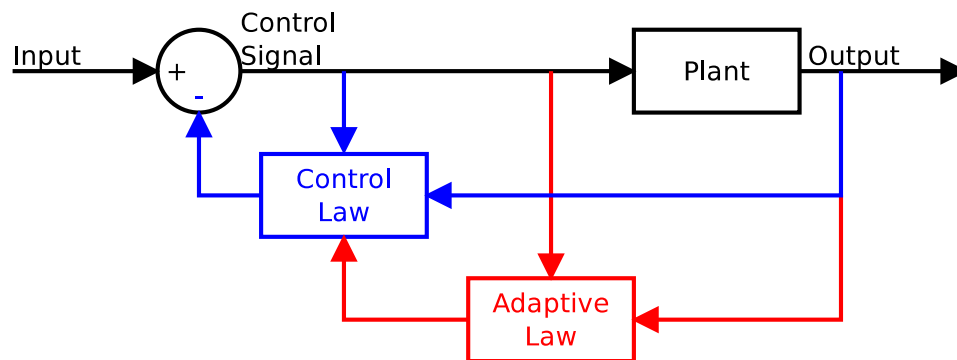 Control
Signal
Input
Output
+
Plant
-
Control
Law
Adaptive
Law